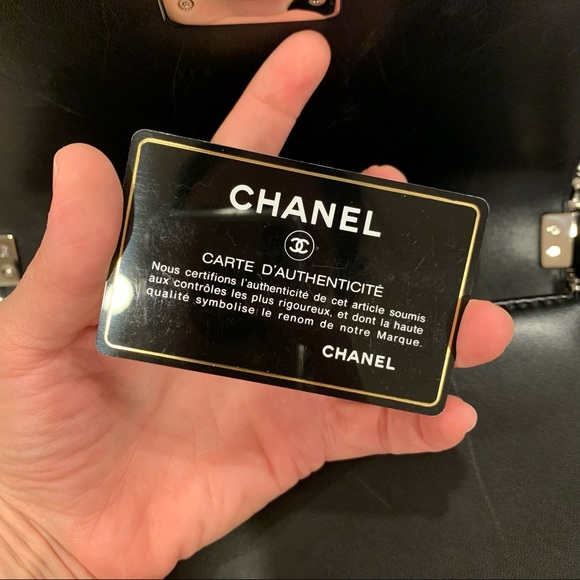 CHANEL
CARTE D'AUTHENTICITÉ
Nous certifions l'authenticité de cet article soumis
aux contrôles les plus rigoureux, et dont la haute
qualité symbolise le renom de notre Marque.
CHANEL